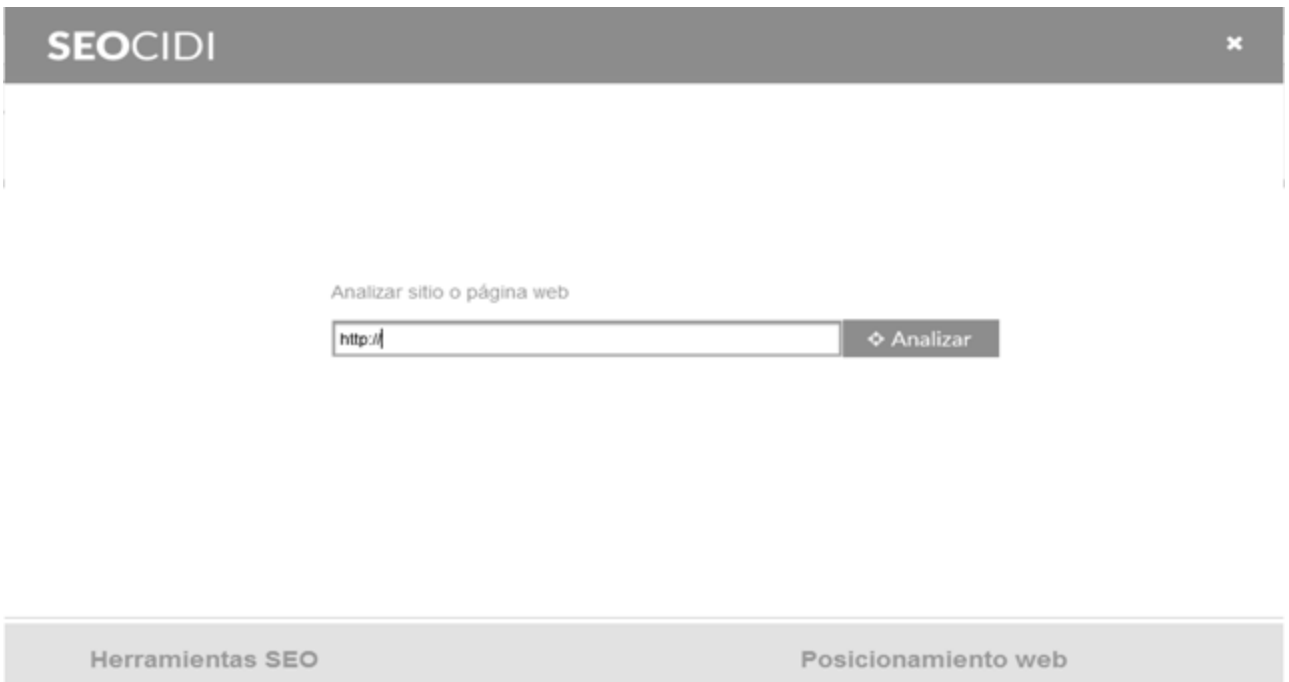 SEOCIDI
Analizar sitio o página web
http://
Analizar
Herramientas SEO
Posicionamiento web